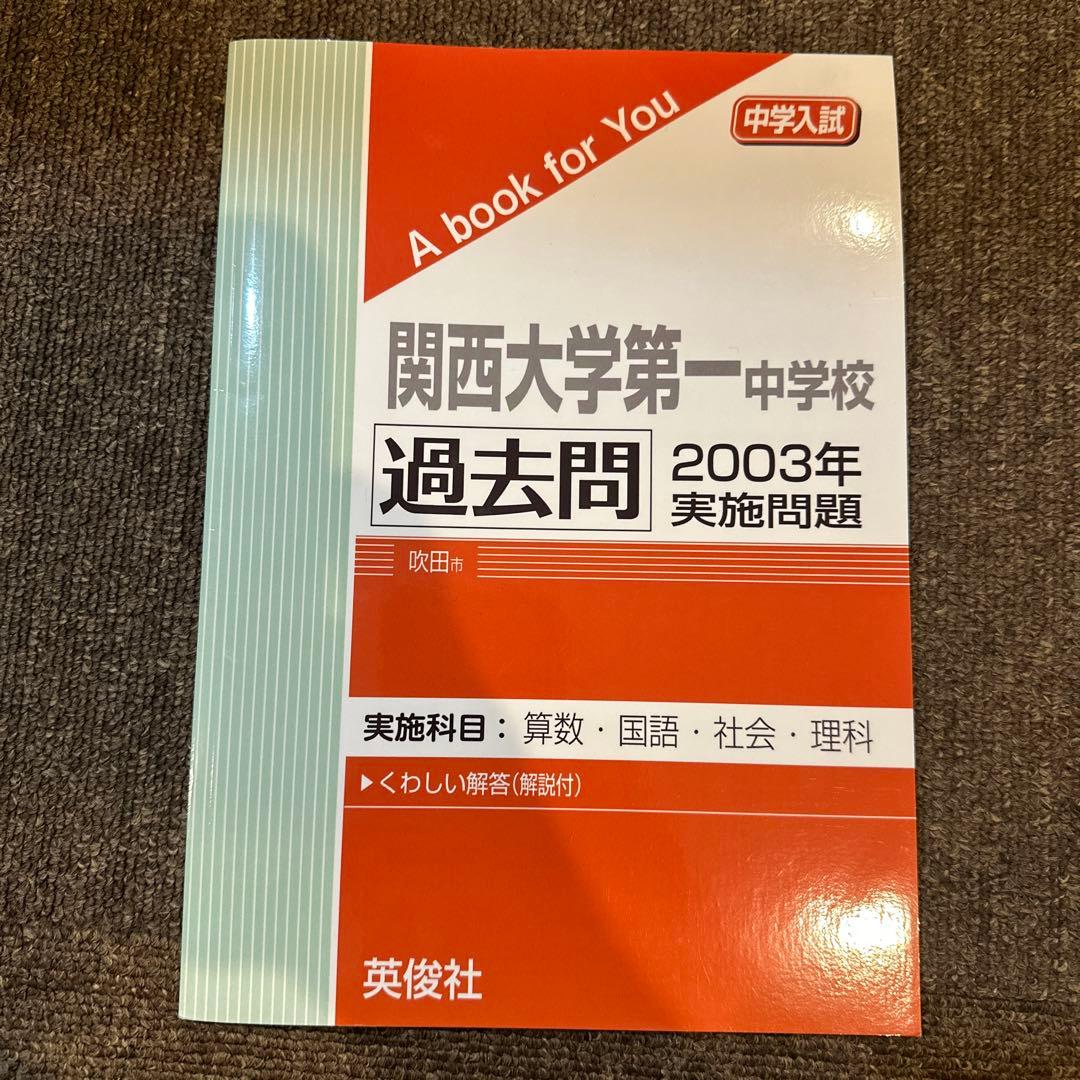 A book for You
中学入試
関西大学第一中学校
過去問
2003年
実施問題
吹田市
実施科目：算数・国語・社会・理科
▶くわしい解答(解説付)
英俊社